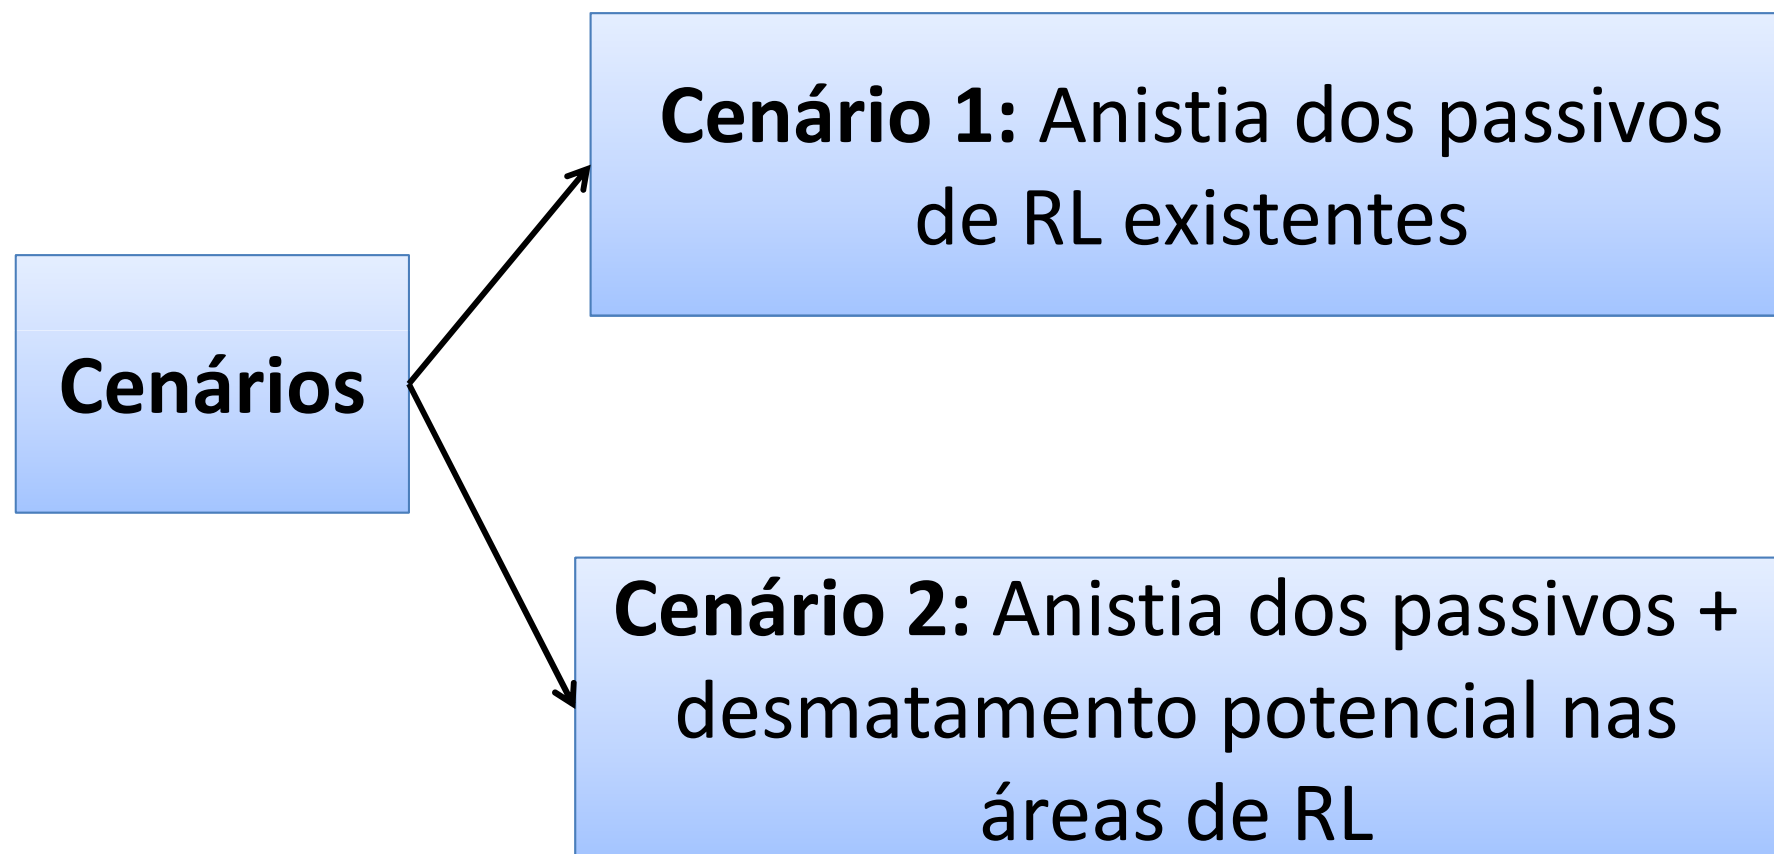 Cenário 1: Anistia dos passivos
de RL existentes
Cenários
Cenário 2: Anistia dos passivos +
desmatamento potencial nas
áreas de RL